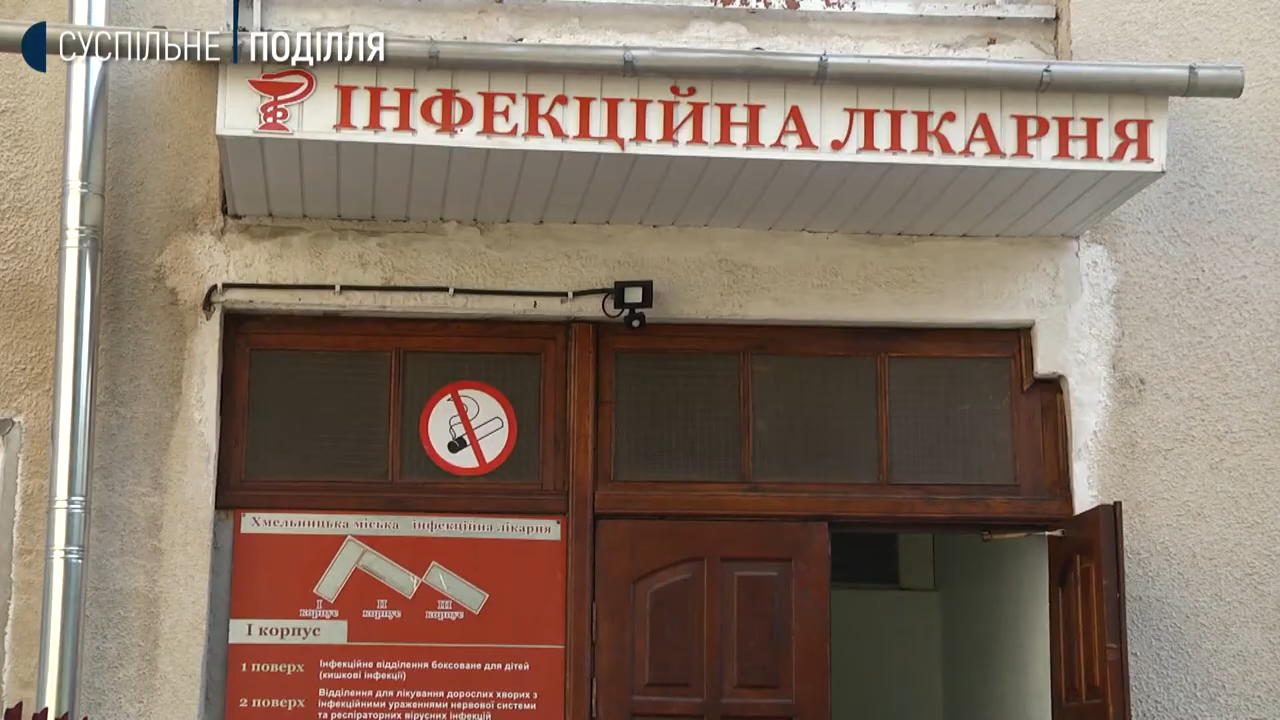 СУСПІЛЬНЕ ПОДІЛЛЯ
ІНФЕКЦІЙНА ЛІКАРНЯ
Хмельницька міська інфекційна лікарня
І корпус
ІІ корпус
ІІІ корпус
І корпус
1 поверх
Інфекційне відділення боксоване для дітей
(кишкові інфекції)
2 поверх
Відділення для лікування дорослих хворих з
інфекційними ураженнями нервової системи
та респіраторних вірусних інфекцій